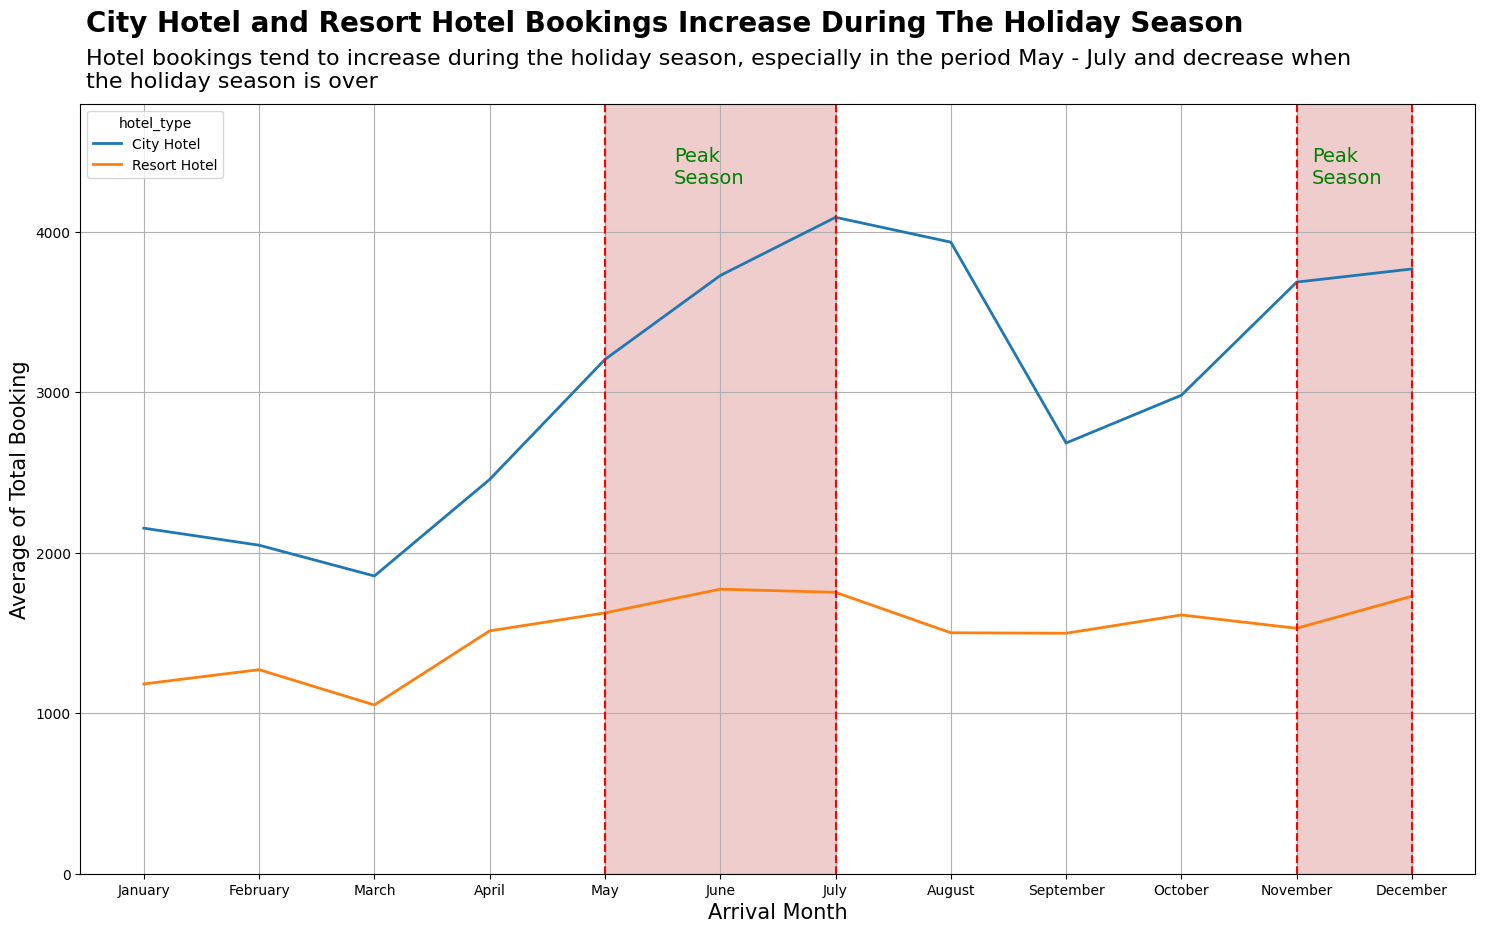 City Hotel and Resort Hotel Bookings Increase During The Holiday Season
Hotel bookings tend to increase during the holiday season, especially in the period May - July and decrease when
the holiday season is over
hotel_type
City Hotel
Resort Hotel
Peak
Season
Peak
Season
Average of Total Booking
4000
3000
2000
1000
0
January
February
March
April
May
June
July
August
September
October
November
December
Arrival Month